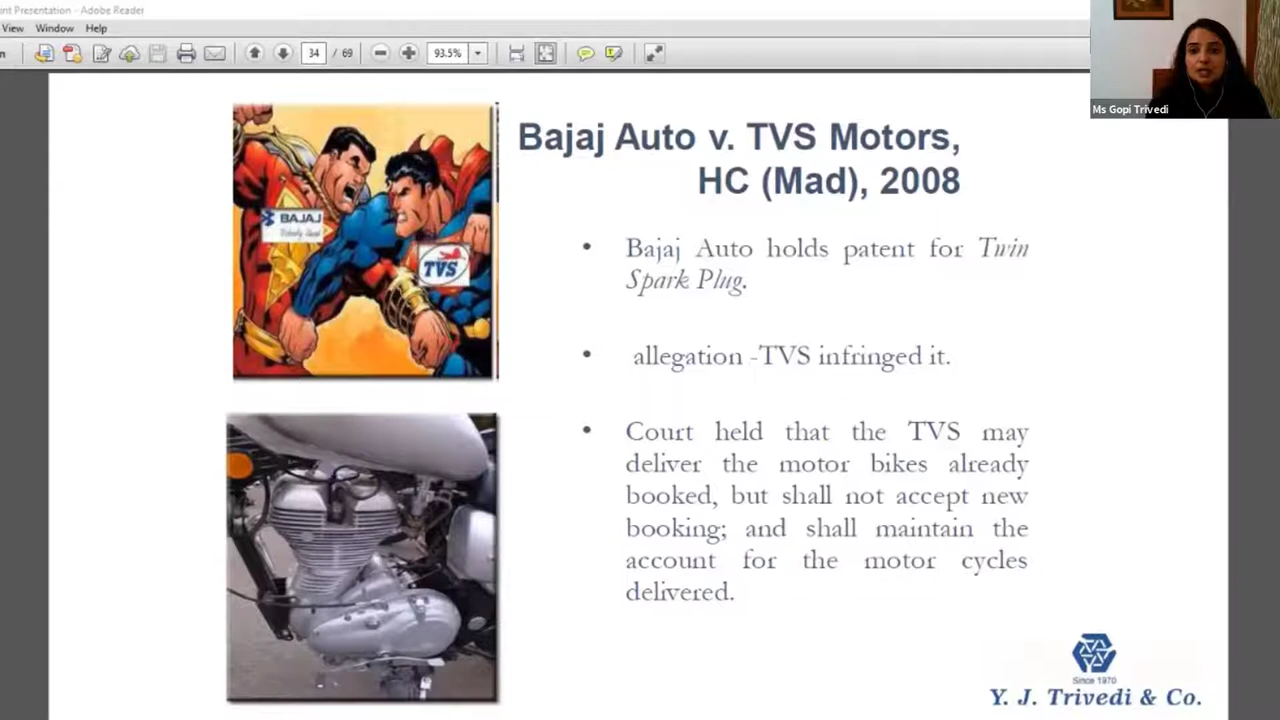 nt Presentation - Adobe Reader
View Window Help
34 / 69 93.5%
Ms Gopi Trivedi
Bajaj Auto v. TVS Motors,
HC (Mad), 2008
BAJAJ
TVS
• Bajaj Auto holds patent for Twin
Spark Plug.
• allegation -TVS infringed it.
• Court held that the TVS may
deliver the motor bikes already
booked, but shall not accept new
booking; and shall maintain the
account for the motor cycles
delivered.
Since 1970
Y. J. Trivedi & Co.